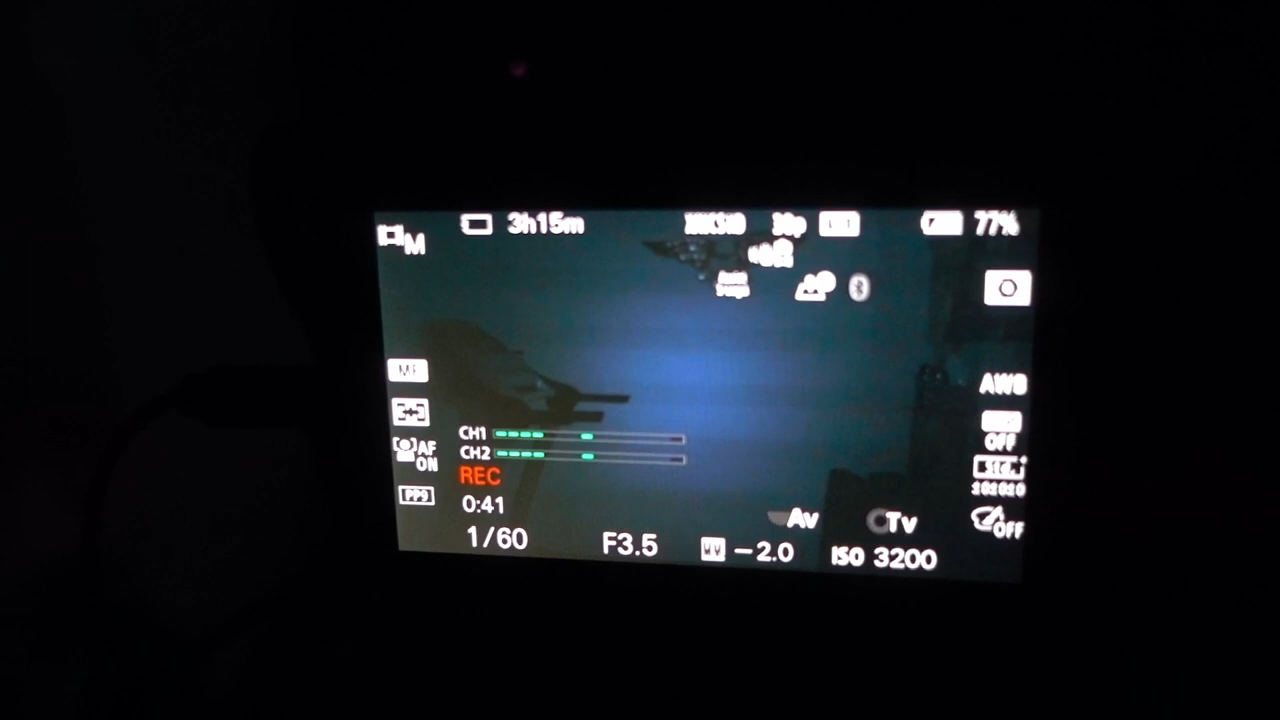 M
3h15m
30p
77%
MF
AWB
AF
ON
OFF
CH1
CH2
REC
PP9
0:41
Av
Tv
OFF
1/60
F3.5
-2.0
ISO 3200